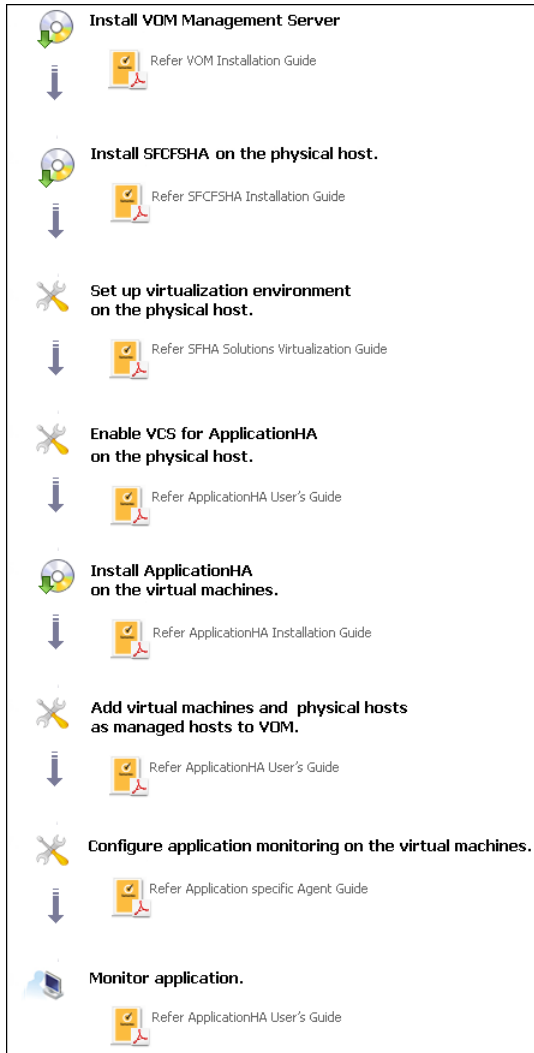 Install VOM Management Server
Refer VOM Installation Guide
Install SFCFSHA on the physical host.
Refer SFCFSHA Installation Guide
Set up virtualization environment
on the physical host.
Refer SFHA Solutions Virtualization Guide
Enable VCS for ApplicationHA
on the physical host.
Refer ApplicationHA User's Guide
Install ApplicationHA
on the virtual machines.
Refer ApplicationHA Installation Guide
Add virtual machines and physical hosts
as managed hosts to VOM.
Refer ApplicationHA User's Guide
Configure application monitoring on the virtual machines.
Refer Application specific Agent Guide
Monitor application.
Refer ApplicationHA User's Guide